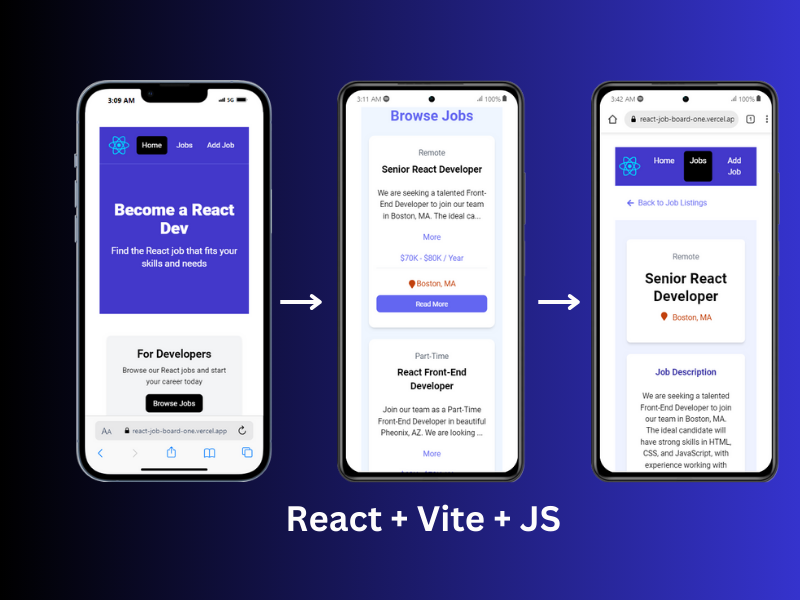 3:09 AM
5G
Home
Jobs
Add Job
Become a React
Dev
Find the React job that fits your
skills and needs
For Developers
Browse our React jobs and start
your career today
Browse Jobs
AA
react-job-board-one.vercel.app
3:11 AM
100%
Browse Jobs
Remote
Senior React Developer
We are seeking a talented Front-
End Developer to join our team
in Boston, MA. The ideal ca...
More
$70K - $80K / Year
Boston, MA
Read More
Part-Time
React Front-End
Developer
Join our team as a Part-Time
Front-End Developer in beautiful
Pheonix, AZ. We are looking ...
More
3:42 AM
100%
react-job-board-one.vercel.ap
1
Home
Jobs
Add
Job
Back to Job Listings
Remote
Senior React
Developer
Boston, MA
Job Description
We are seeking a talented
Front-End Developer to join
our team in Boston, MA.
The ideal candidate will
have strong skills in HTML,
CSS, and JavaScript, with
experience working with
React + Vite + JS